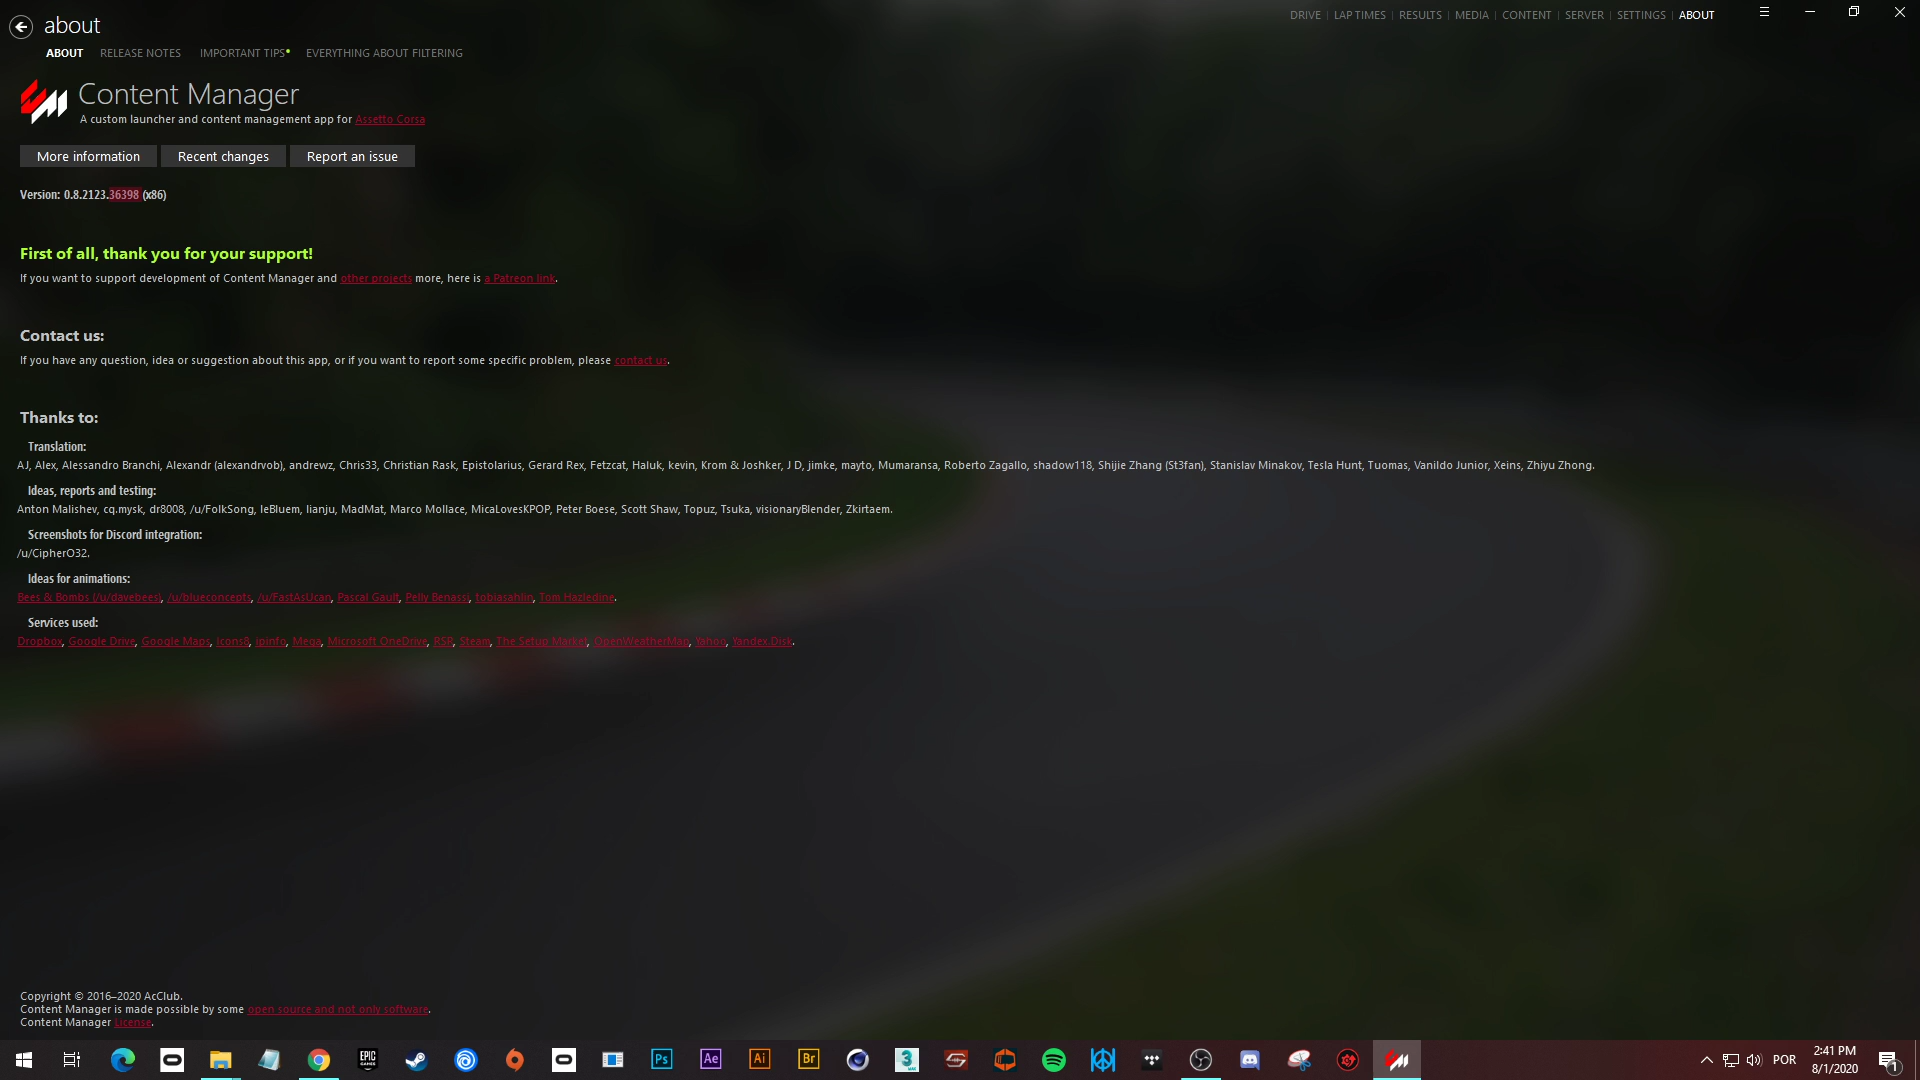 about
DRIVE | LAP TIMES | RESULTS | MEDIA | CONTENT | SERVER | SETTINGS | ABOUT
ABOUT RELEASE NOTES IMPORTANT TIPS EVERYTHING ABOUT FILTERING
Content Manager
A custom launcher and content management app for Assetto Corsa
More information Recent changes Report an issue
Version: 0.8.2123.36398 (x86)
First of all, thank you for your support!
If you want to support development of Content Manager and other projects more, here is a Patreon link.
Contact us:
If you have any question, idea or suggestion about this app, or if you want to report some specific problem, please contact us.
Thanks to:
Translation:
AJ, Alex, Alessandro Branchi, Alexandr (alexandrvob), andrewz, Chris33, Christian Rask, Epistolarius, Gerard Rex, Fetzcat, Haluk, kevin, Krom & Joshker, J D, jimke, mayto, Mumaransa, Roberto Zagallo, shadow118, Shijie Zhang (St3fan), Stanislav Minakov, Tesla Hunt, Tuomas, Vanildo Junior, Xeins, Zhiyu Zhong.
Ideas, reports and testing:
Anton Malishev, cq.mysk, dr8008, /u/FolkSong, leBluem, lianju, MadMat, Marco Mollace, MicaLovesKPOP, Peter Boese, Scott Shaw, Topuz, Tsuka, visionaryBlender, Zkirtaem.
Screenshots for Discord integration:
/u/CipherO32.
Ideas for animations:
Bees & Bombs (/u/davebees), /u/blueconcepts, /u/FastAsUcan, Pascal Gault, Pelly Benassi, tobiasahlin, Tom Hazledine.
Services used:
Dropbox, Google Drive, Google Maps, Icons8, ipinfo, Mega, Microsoft OneDrive, RSR, Steam, The Setup Market, OpenWeatherMap, Yahoo, Yandex.Disk.
Copyright © 2016–2020 AcClub.
Content Manager is made possible by some open source and not only software.
Content Manager License.
EPIC GAMES Ps Ae Ai Br 3 POR
2:41 PM
8/1/2020
1